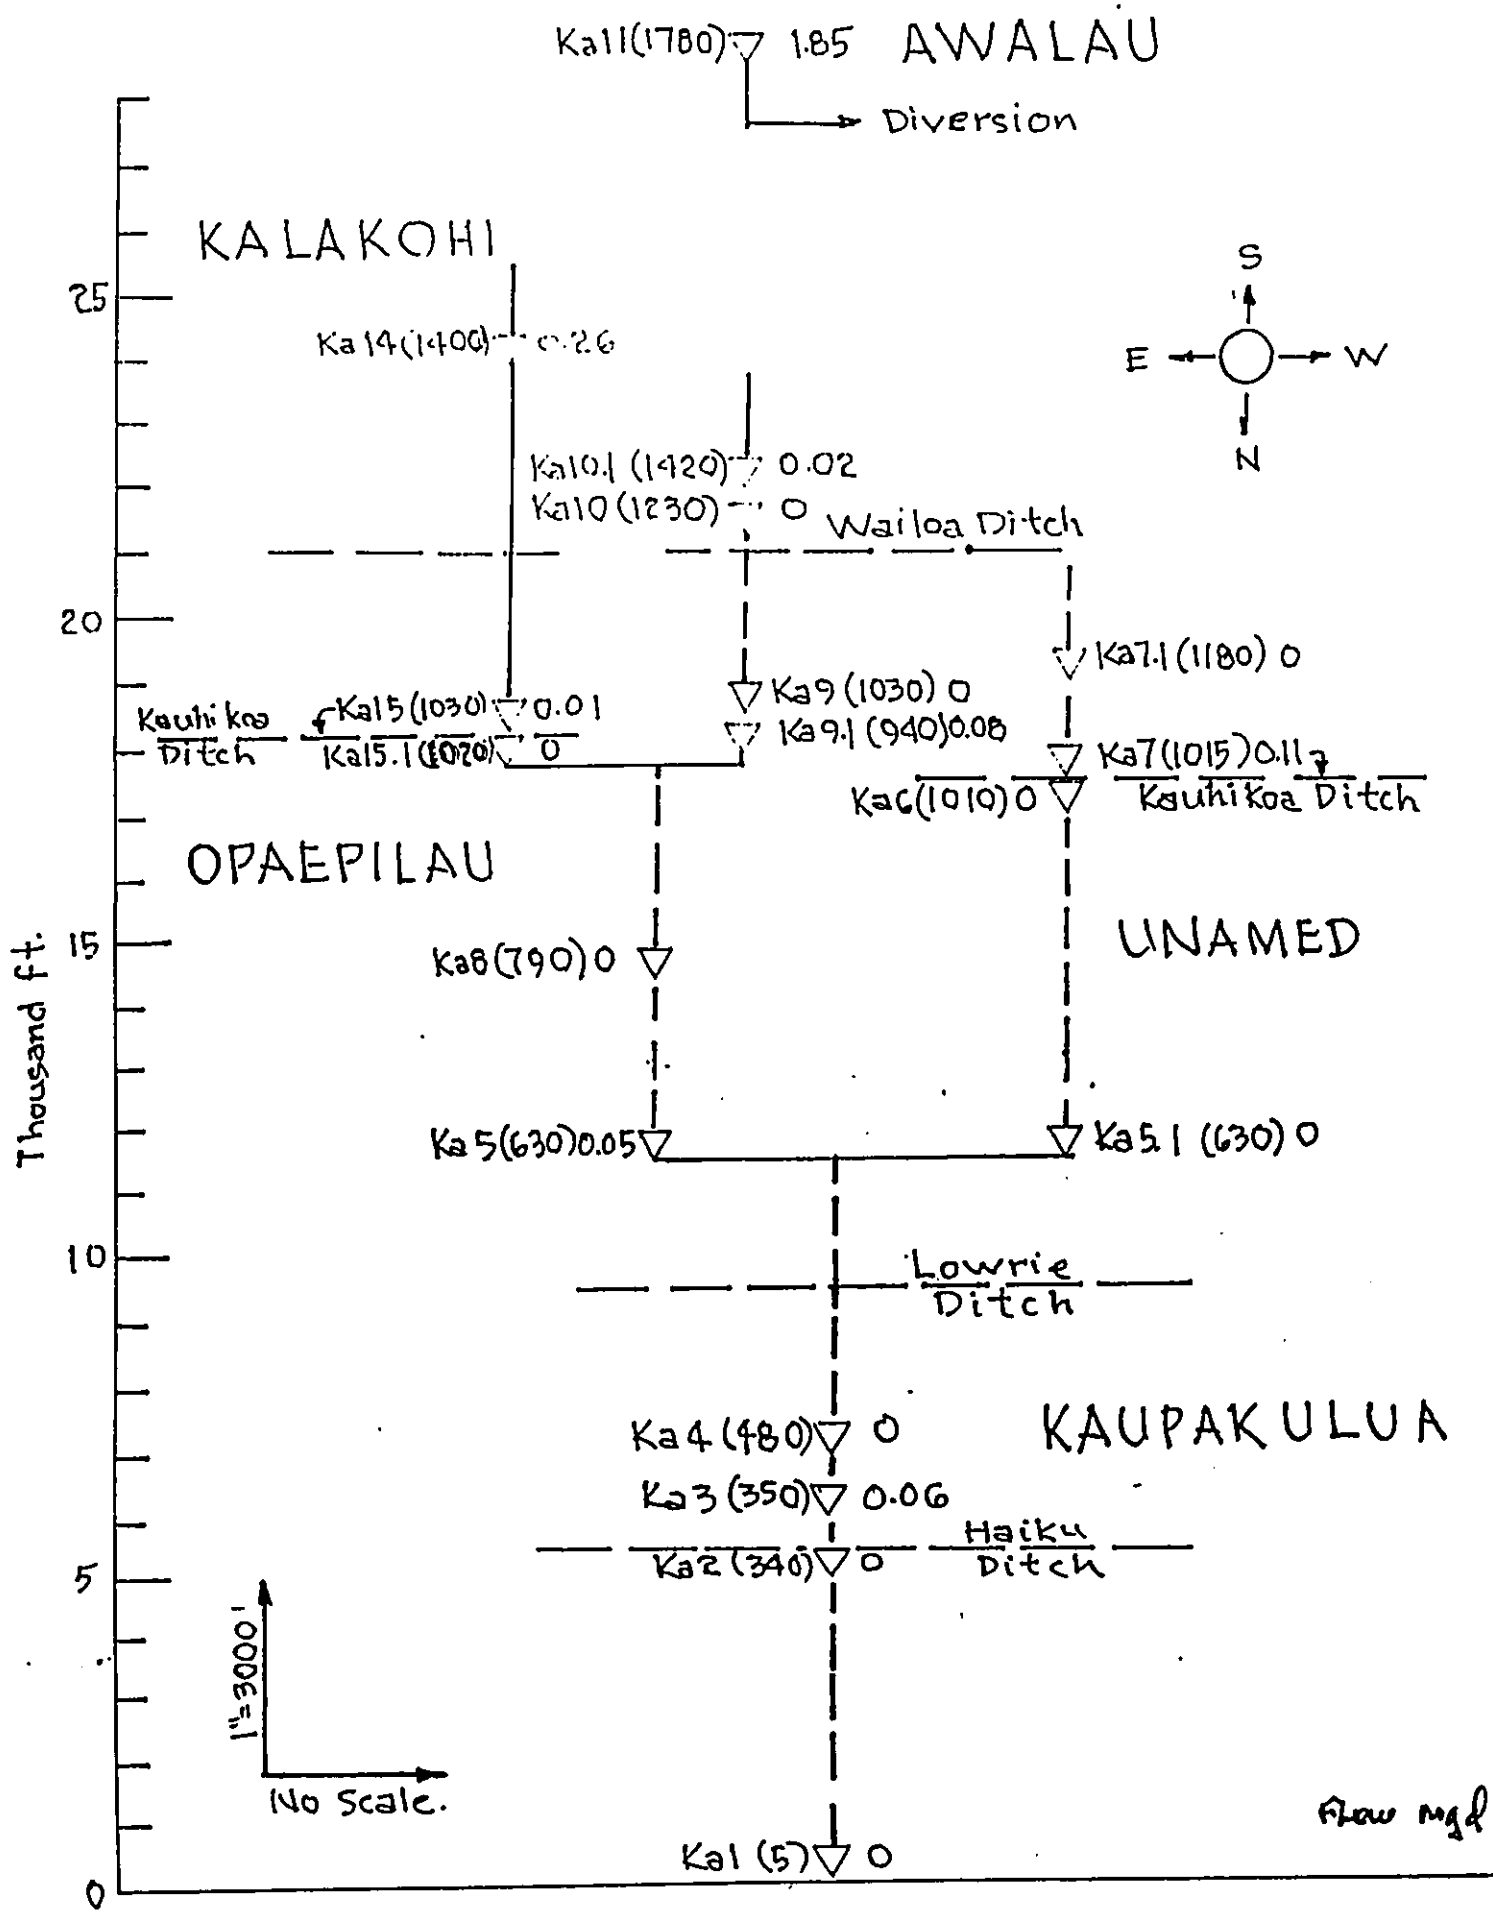 Ka11(1780) 1.85 AWALAU
Diversion
KALAKOHI
S
25
Ka14(1400) 0.26
E W
N
Ka10.1 (1420) 0.02
Ka10 (1230) 0
Wailoa Ditch
20
Ka7.1 (1180) 0
Ka9 (1030) 0
Kauhikoa
Ditch
Ka15(1030) 0.01
Ka9.1 (940) 0.08
Ka15.1 (1020) 0
Ka7(1015) 0.11
Ka6(1010) 0
Kauhikoa Ditch
OPAEPILAU
UNAMED
15
Ka8(790) 0
Thousand ft.
Ka5(630) 0.05
Ka5.1 (630) 0
10
Lowrie
Ditch
KAUPAKULUA
Ka4 (480) 0
Ka3 (350) 0.06
Haiku
Ditch
Ka2 (340) 0
5
1"=3000'
No Scale.
Flow mgd
Ka1 (5) 0
0